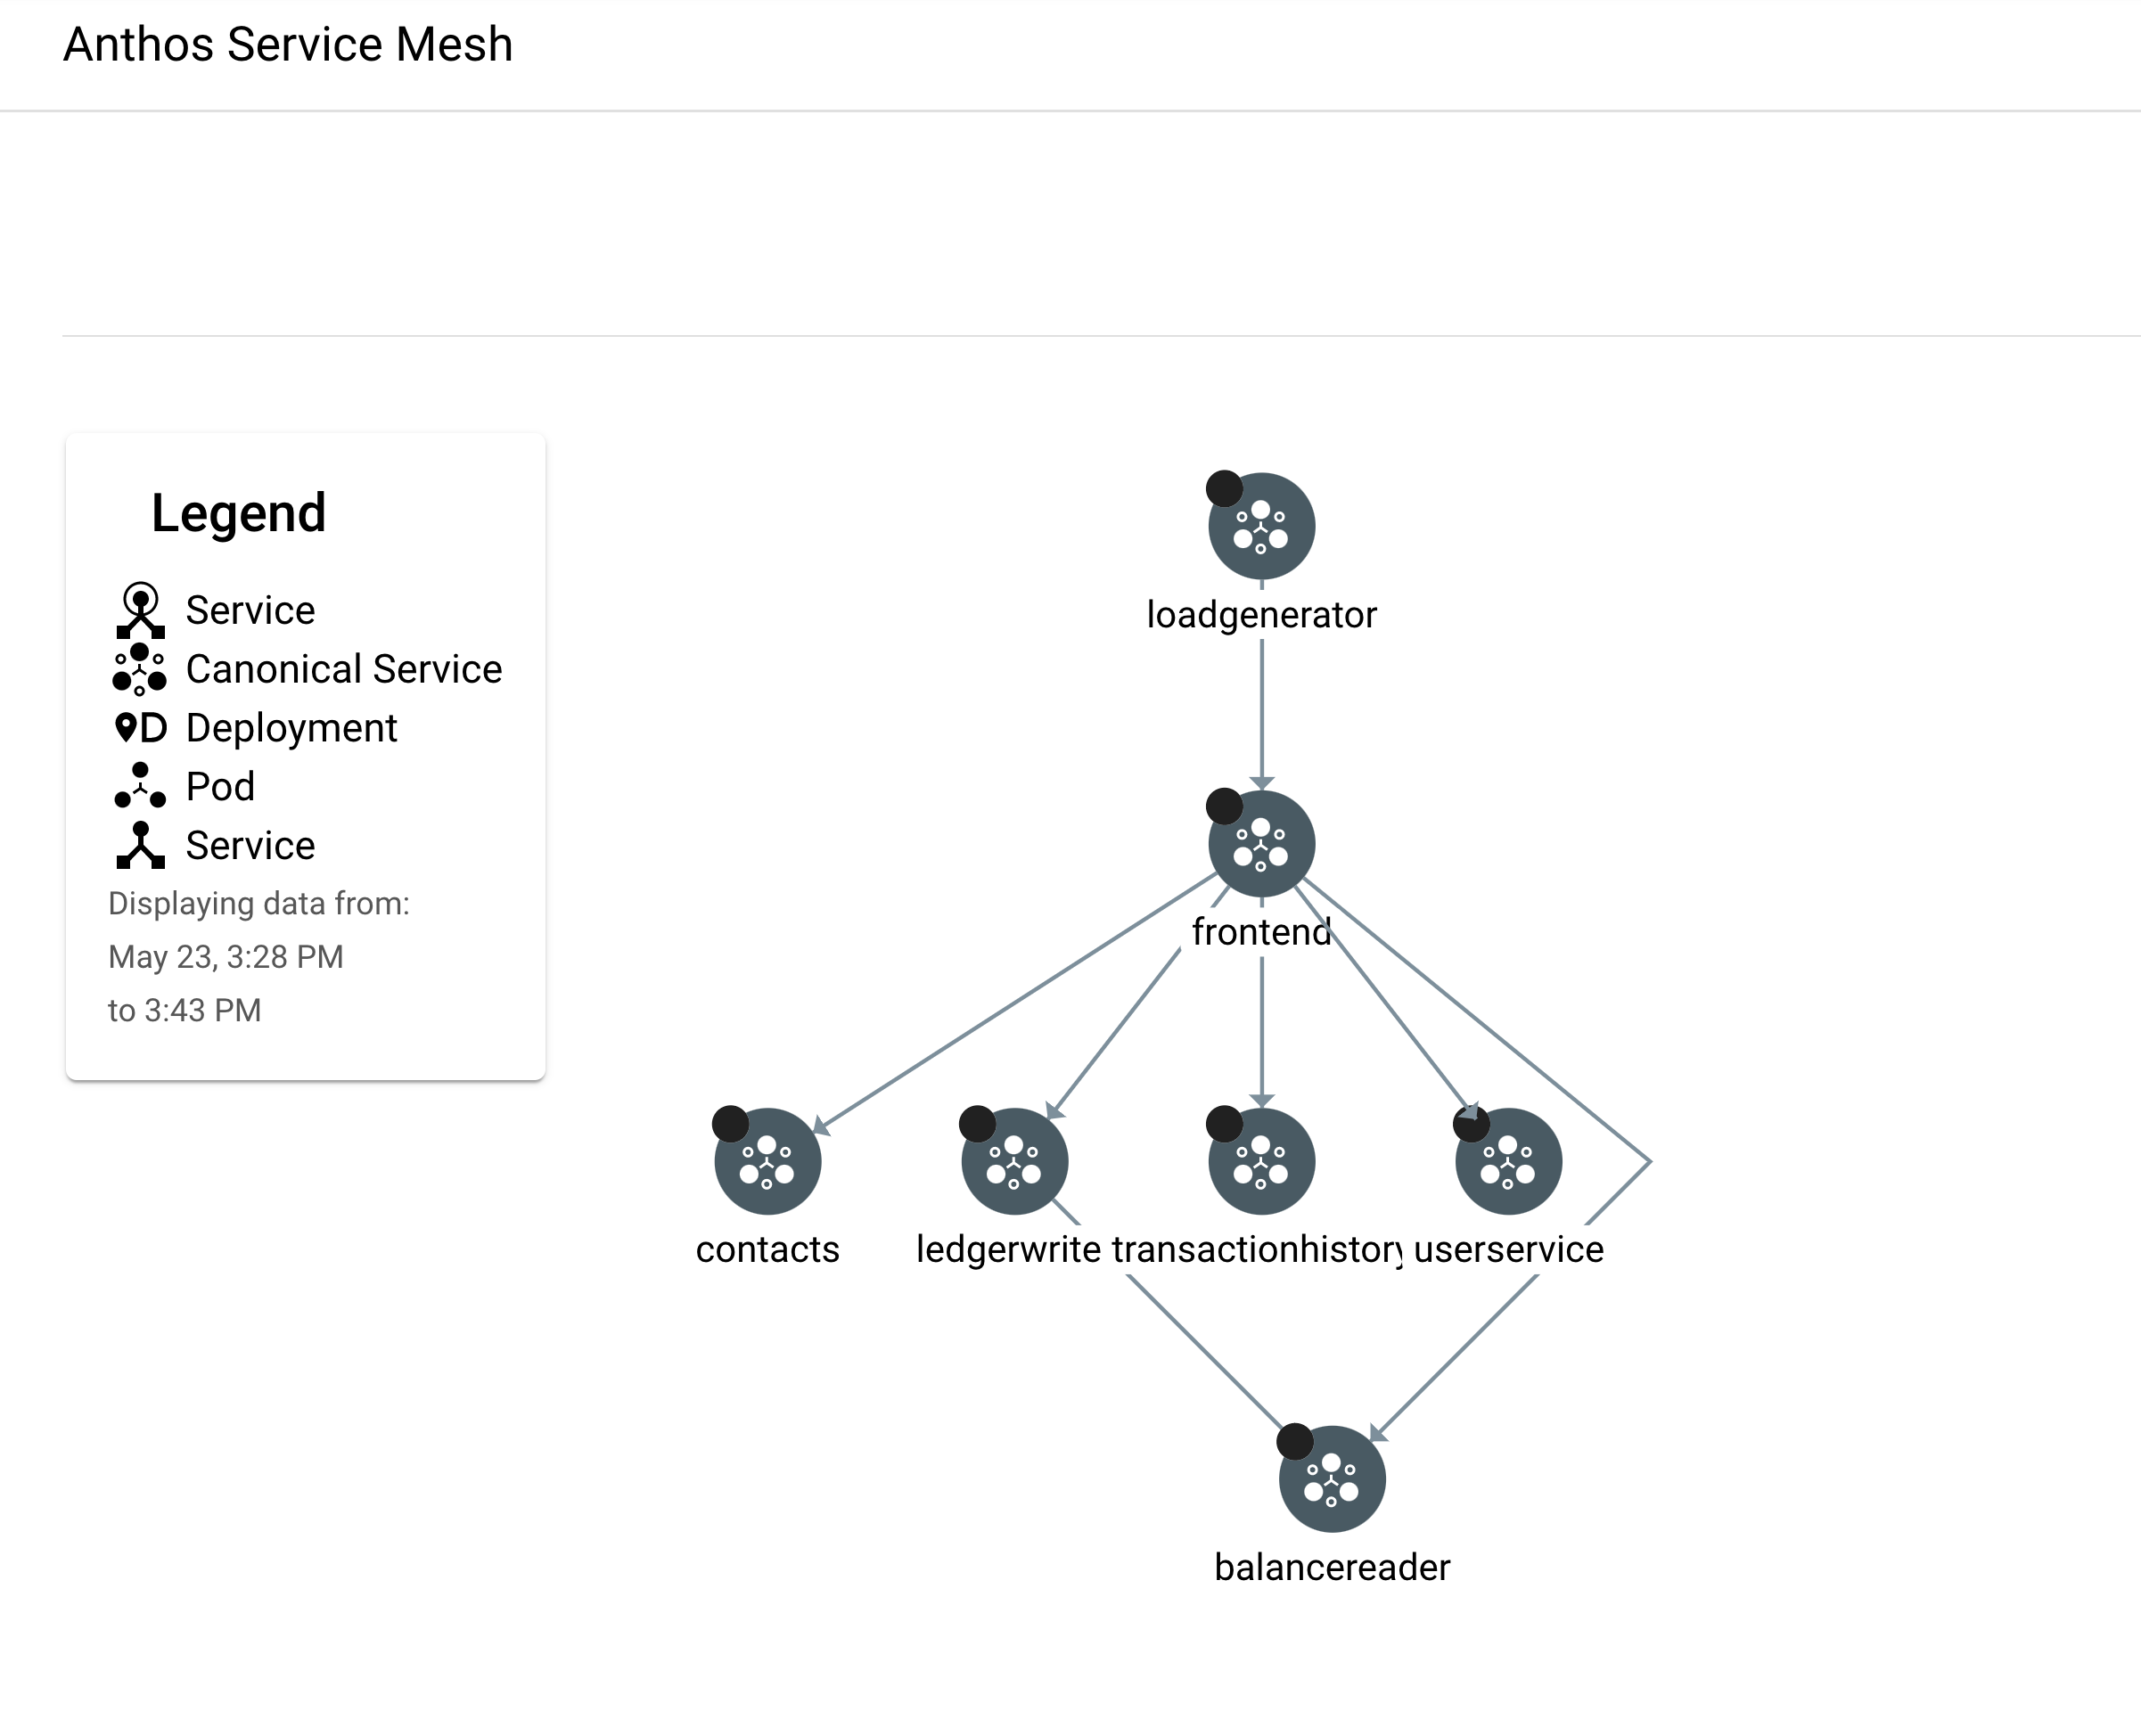 Anthos Service Mesh
Legend
Service
Canonical Service
D Deployment
Pod
Service
Displaying data from:
May 23, 3:28 PM
to 3:43 PM
loadgenerator
frontend
contacts
ledgerwrite
transactionhistory
userservice
balancereader